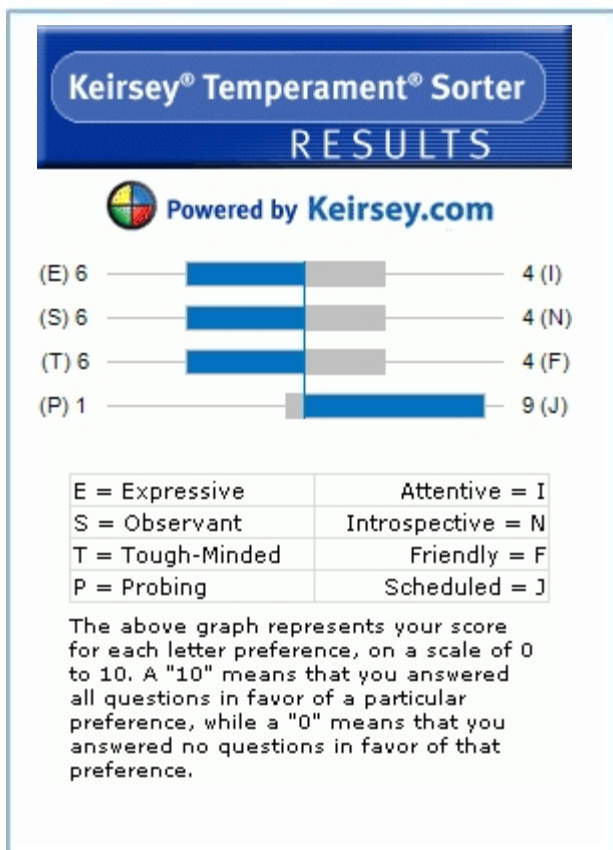 Keirsey® Temperament® Sorter
RESULTS
Powered by Keirsey.com
(E) 6 4 (I)
(S) 6 4 (N)
(T) 6 4 (F)
(P) 1 9 (J)
E = Expressive Attentive = I
S = Observant Introspective = N
T = Tough-Minded Friendly = F
P = Probing Scheduled = J
The above graph represents your score
for each letter preference, on a scale of 0
to 10. A "10" means that you answered
all questions in favor of a particular
preference, while a "0" means that you
answered no questions in favor of that
preference.